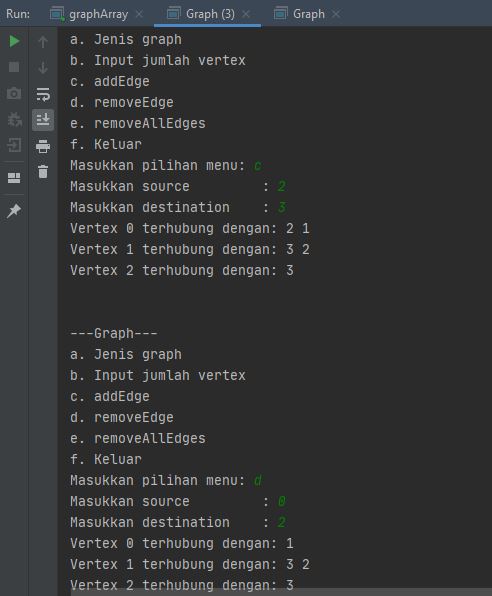 Run: graphArray × Graph (3) × Graph ×
a. Jenis graph
b. Input jumlah vertex
c. addEdge
d. removeEdge
e. removeAllEdges
f. Keluar
Masukkan pilihan menu: c
Masukkan source : 2
Masukkan destination : 3
Vertex 0 terhubung dengan: 2 1
Vertex 1 terhubung dengan: 3 2
Vertex 2 terhubung dengan: 3
---Graph---
a. Jenis graph
b. Input jumlah vertex
c. addEdge
d. removeEdge
e. removeAllEdges
f. Keluar
Masukkan pilihan menu: d
Masukkan source : 0
Masukkan destination : 2
Vertex 0 terhubung dengan: 1
Vertex 1 terhubung dengan: 3 2
Vertex 2 terhubung dengan: 3